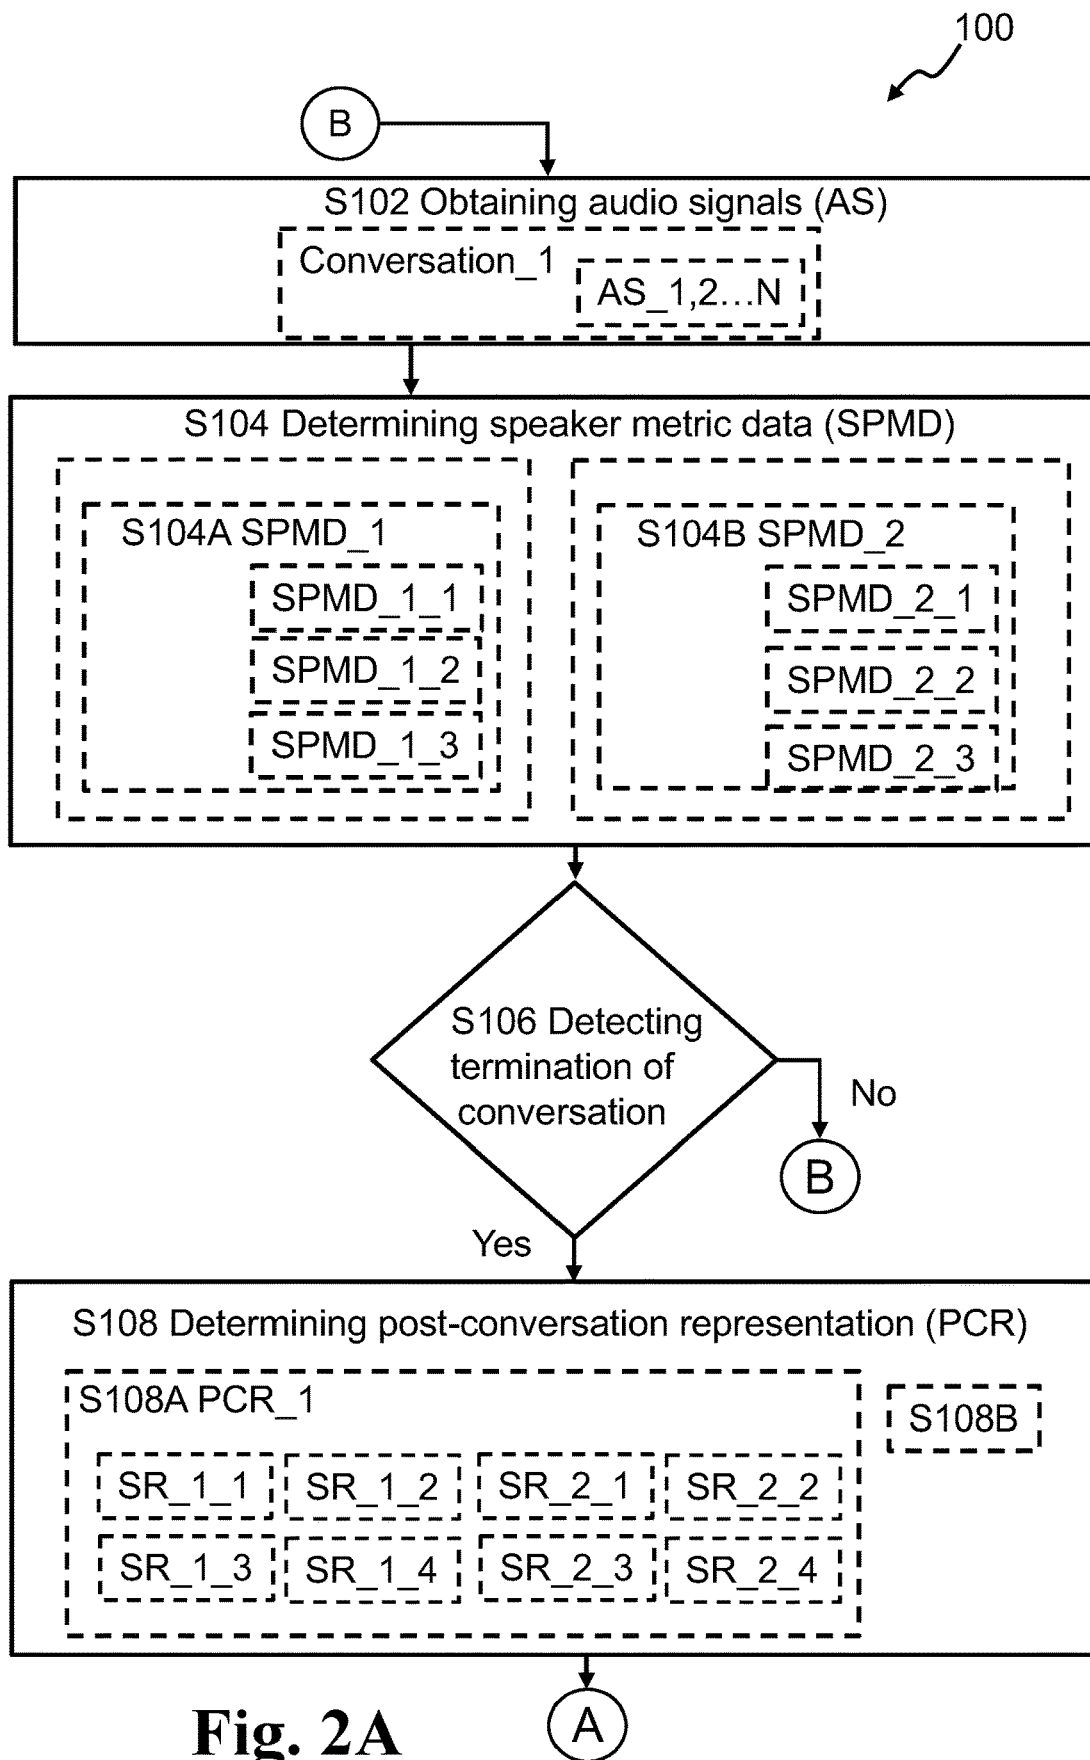 100
B
S102 Obtaining audio signals (AS)
Conversation_1
AS_1,2...N
S104 Determining speaker metric data (SPMD)
S104A SPMD_1
SPMD_1_1
SPMD_1_2
SPMD_1_3
S104B SPMD_2
SPMD_2_1
SPMD_2_2
SPMD_2_3
S106 Detecting
termination of
conversation
No
B
Yes
S108 Determining post-conversation representation (PCR)
S108A PCR_1
S108B
SR_1_1 SR_1_2 SR_2_1 SR_2_2
SR_1_3 SR_1_4 SR_2_3 SR_2_4
A
Fig. 2A